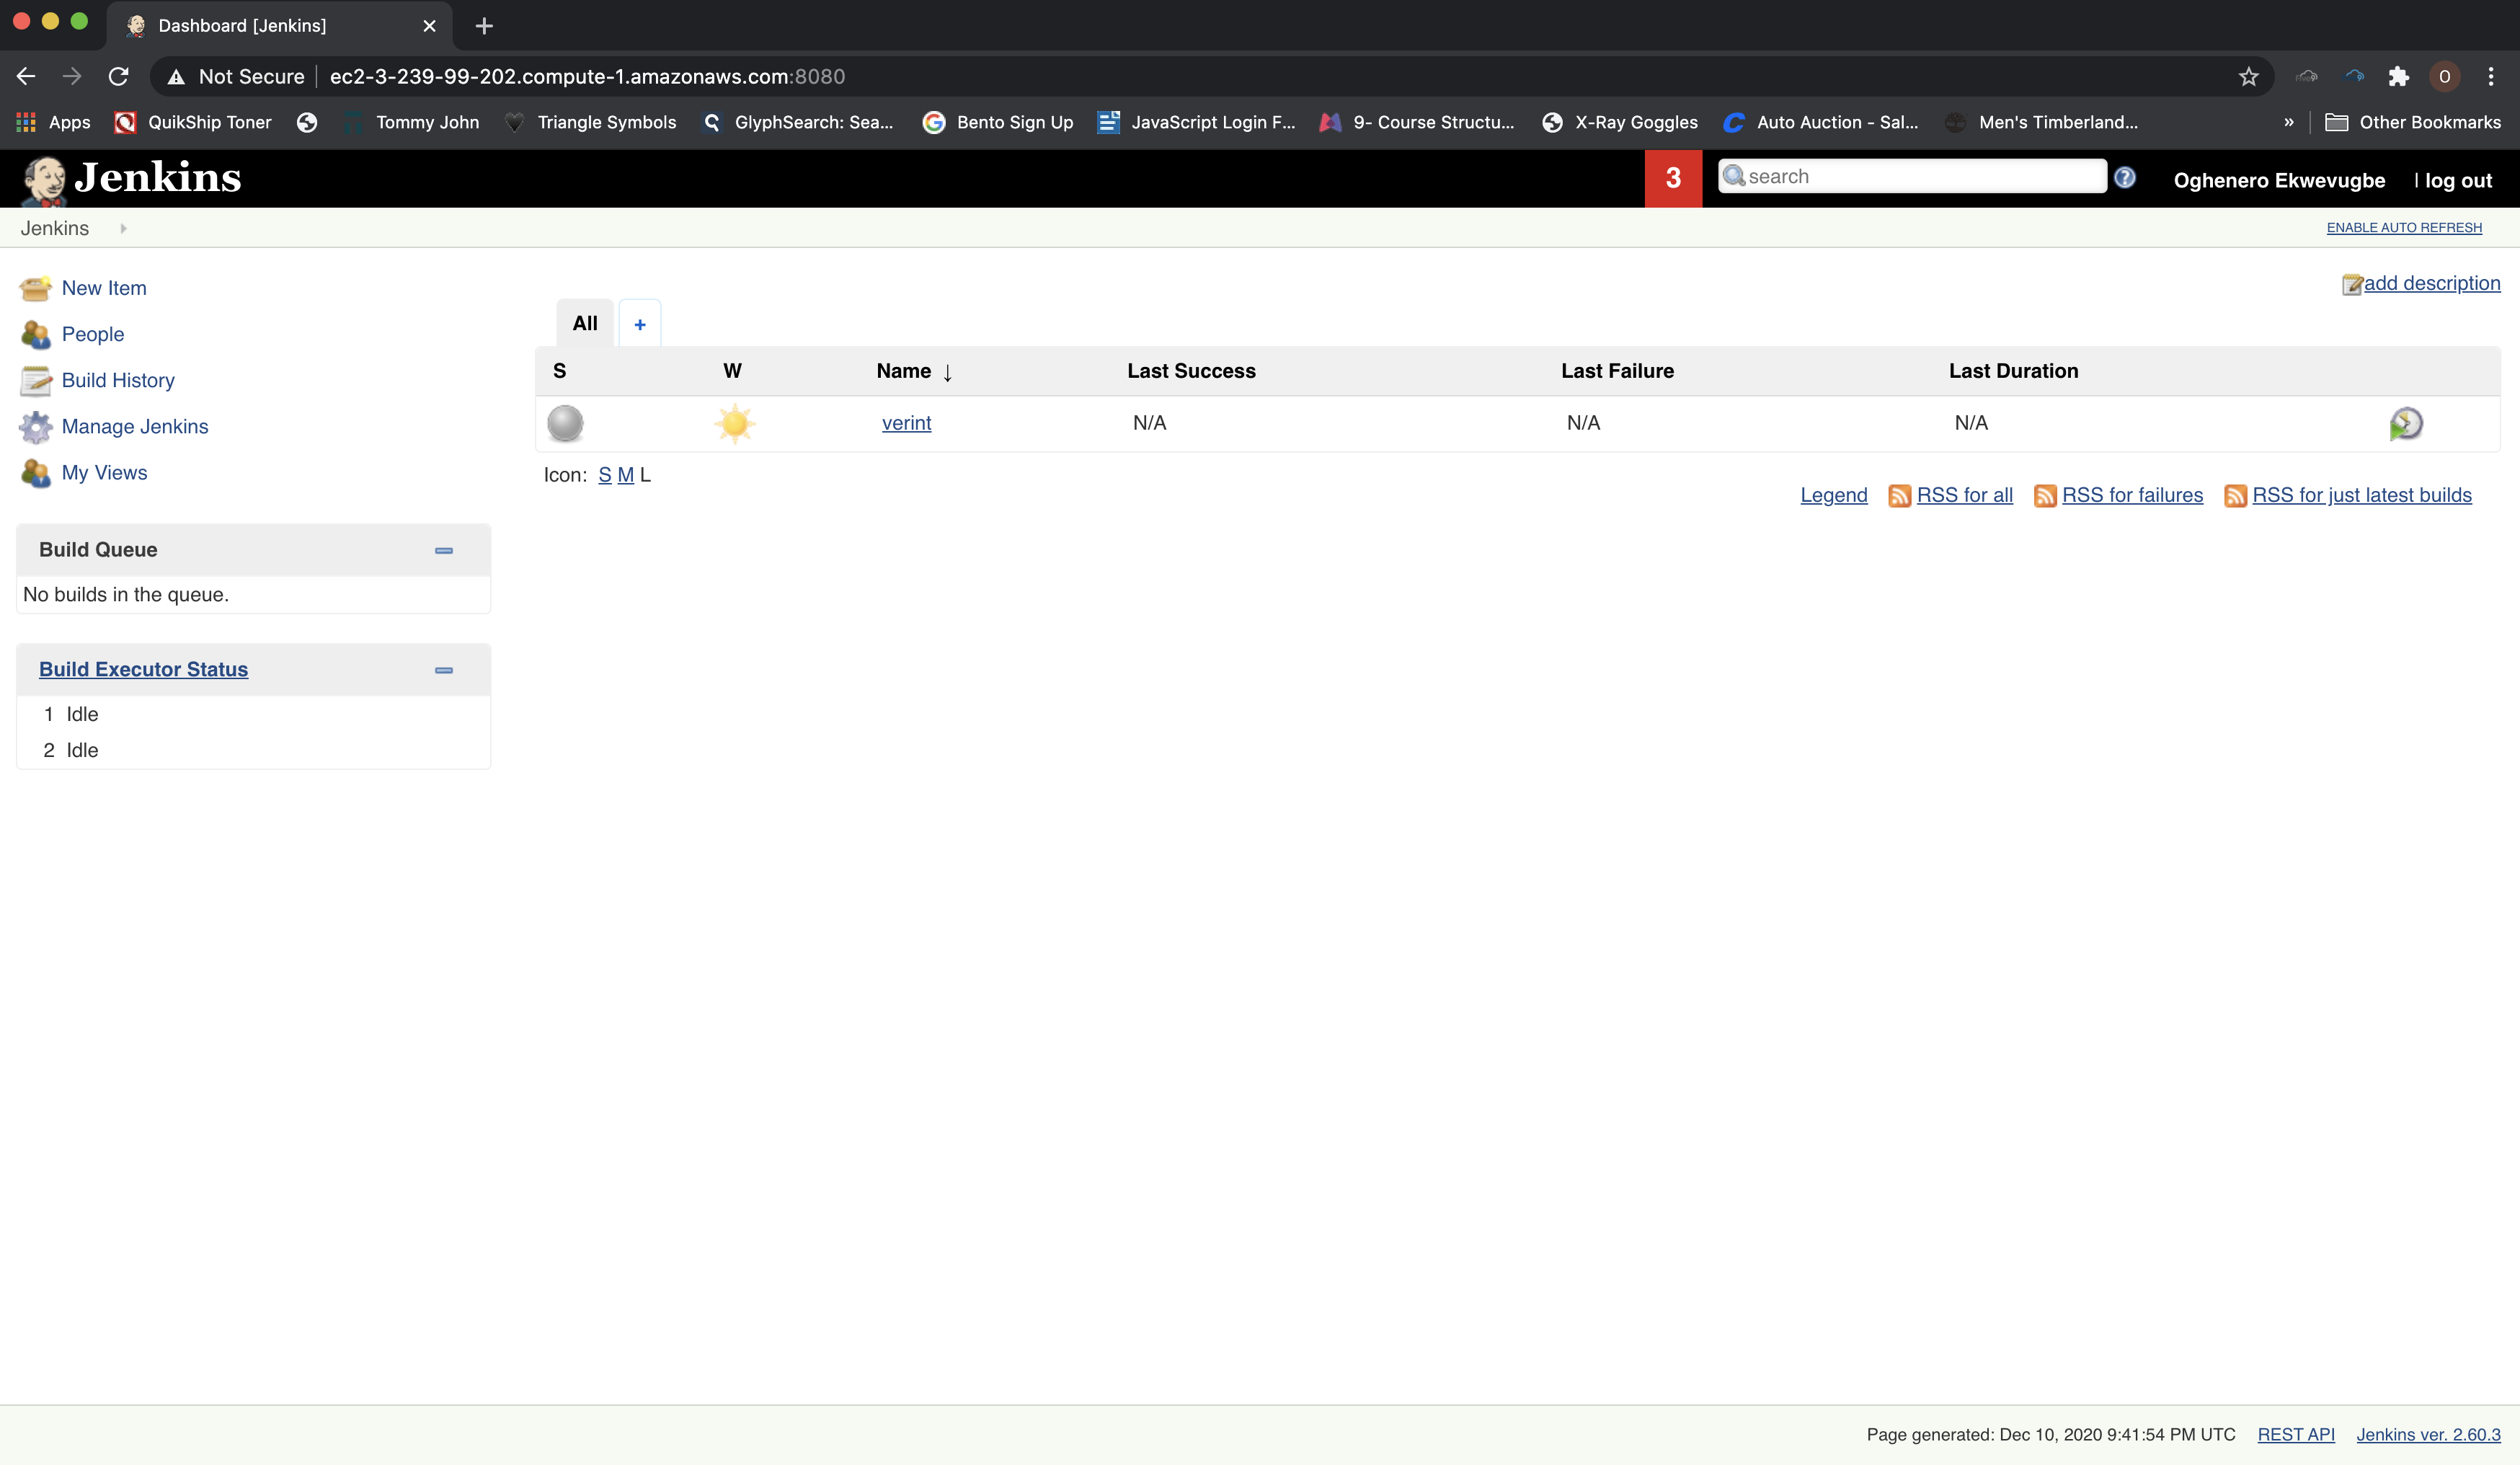 Dashboard [Jenkins]
Not Secure ec2-3-239-99-202.compute-1.amazonaws.com:8080 O
Apps QuikShip Toner Tommy John Triangle Symbols GlyphSearch: Sea... Bento Sign Up JavaScript Login F... 9- Course Structu... X-Ray Goggles Auto Auction - Sal... Men's Timberland... » Other Bookmarks
Jenkins 3 search Oghenero Ekwevugbe | log out
Jenkins ENABLE AUTO REFRESH
add description
New Item
People
Build History
Manage Jenkins
My Views
All +
S W Name ↓ Last Success Last Failure Last Duration
verint N/A N/A N/A
Icon: S M L
Legend RSS for all RSS for failures RSS for just latest builds
Build Queue
No builds in the queue.
Build Executor Status
1 Idle
2 Idle
Page generated: Dec 10, 2020 9:41:54 PM UTC REST API Jenkins ver. 2.60.3